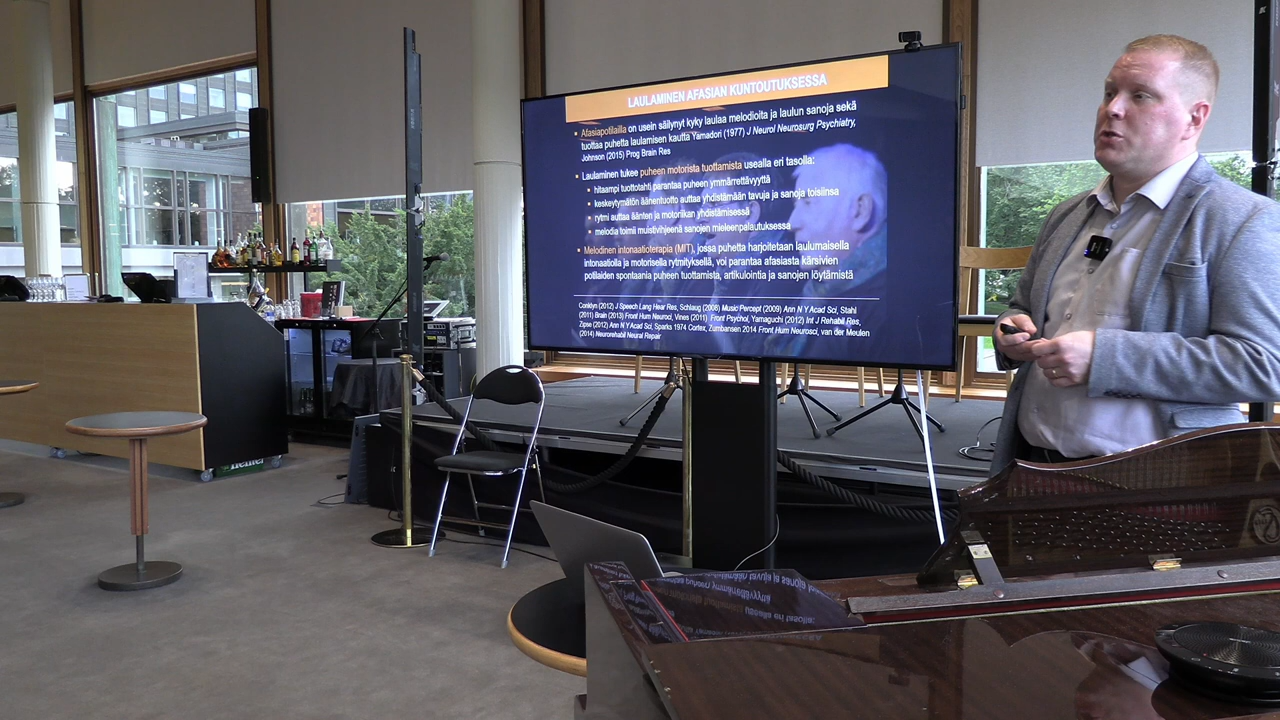 LAULAMINEN AFASIAN KUNTOUTUKSESSA
Afasiapotilailla on usein säilynyt kyky laulaa melodioita ja laulun sanoja sekä
tuottaa puhetta laulamisen kautta Yamadori (1977) J Neurol Neurosurg Psychiatry,
Johnson (2015) Prog Brain Res
Laulaminen tukee puheen motorista tuottamista usealla eri tasolla:
hitaampi tuottotahti parantaa puheen ymmärrettävyyttä
keskeytymätön äänentuotto auttaa yhdistämään tavuja ja sanoja toisiinsa
rytmi auttaa äänten ja motoriikan yhdistämisessä
melodia toimii muistivihjeenä sanojen mieleenpalautuksessa
Melodinen intonaatioterapia (MIT), jossa puhetta harjoitetaan laulumaisella
intonaatiolla ja motorisella rytmityksellä, voi parantaa afasiasta kärsivien
potilaiden spontaania puheen tuottamista, artikulointia ja sanojen löytämistä
Conklyn (2012) J Speech Lang Hear Res, Schlaug (2008) Music Percept (2009) Ann N Y Acad Sci, Stahl
(2011) Brain (2013) Front Hum Neuroci, Vines (2011) Front Psychol, Yamaguchi (2012) Int J Rehabil Res,
Zipse (2012) Ann N Y Acad Sci, Sparks 1974 Cortex, Zumbansen 2014 Front Hum Neurosci, van der Meulen
(2014) Neurorehabil Neural Repair